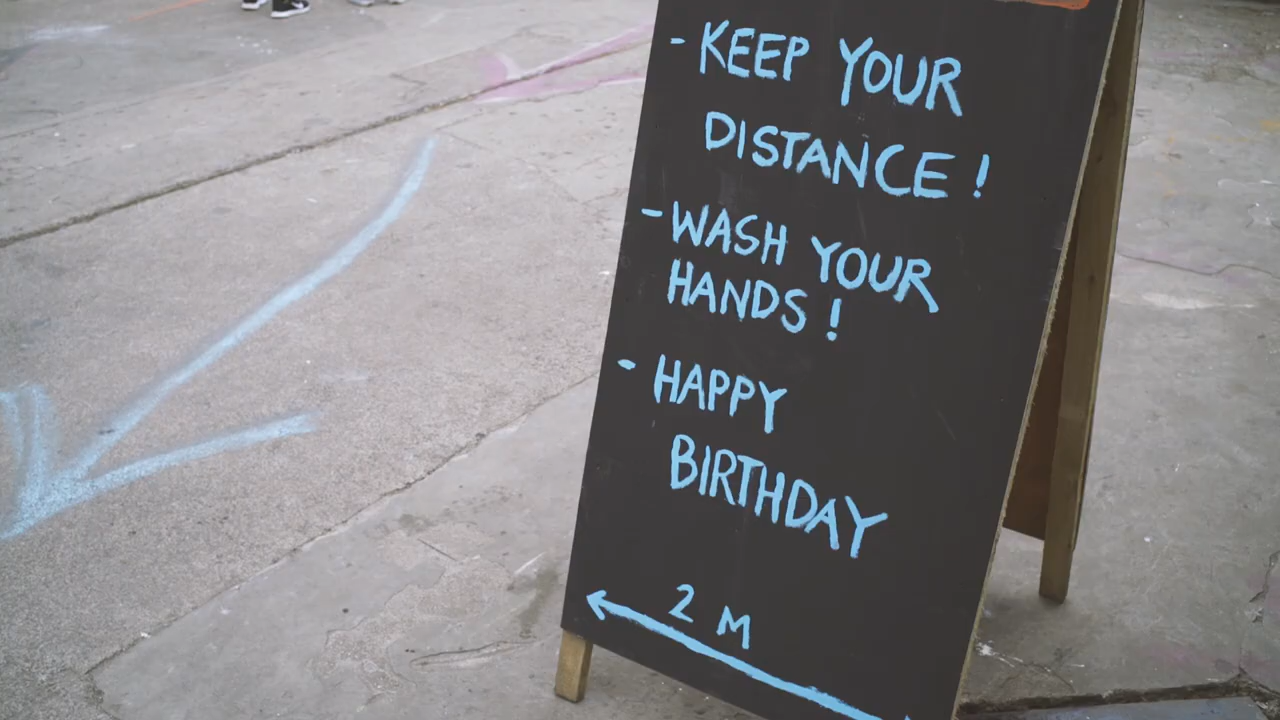 - KEEP YOUR
DISTANCE!
- WASH YOUR
HANDS!
- HAPPY
BIRTHDAY
2 M